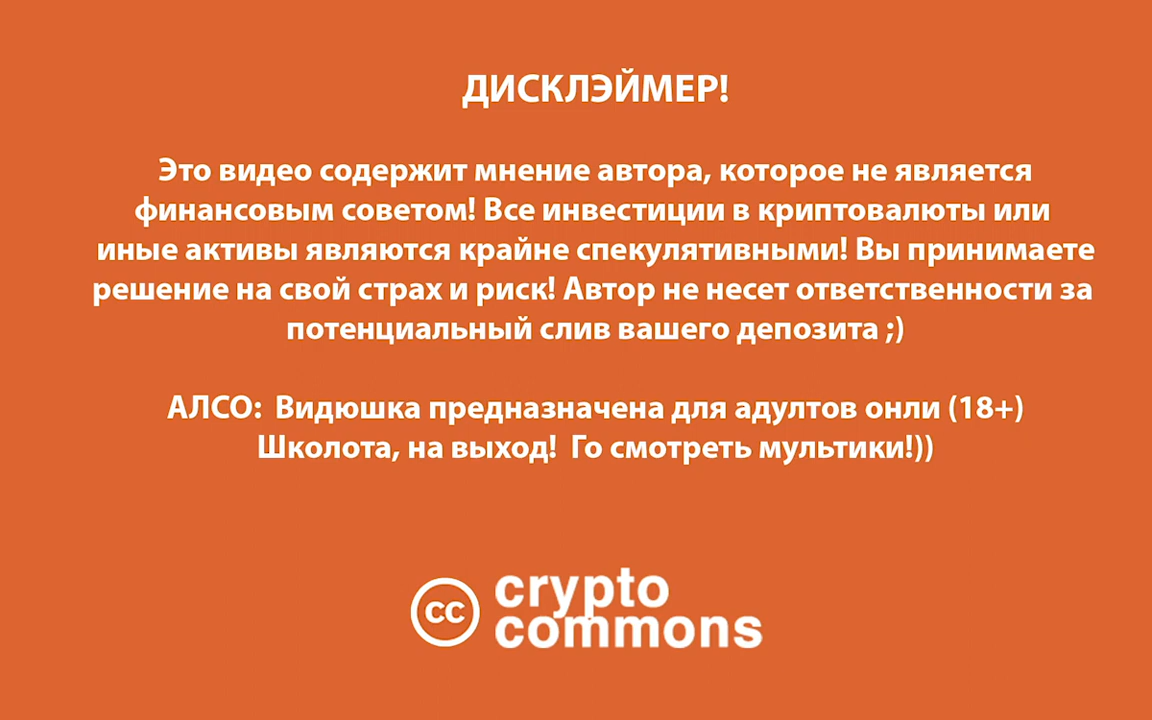 ДИСКЛЭЙМЕР!
Это видео содержит мнение автора, которое не является
финансовым советом! Все инвестиции в криптовалюты или
иные активы являются крайне спекулятивными! Вы принимаете
решение на свой страх и риск! Автор не несет ответственности за
потенциальный слив вашего депозита ;)
АЛСО:  Видюшка предназначена для адултов онли (18+)
Школота, на выход!  Го смотреть мультики!))
cc crypto
commons